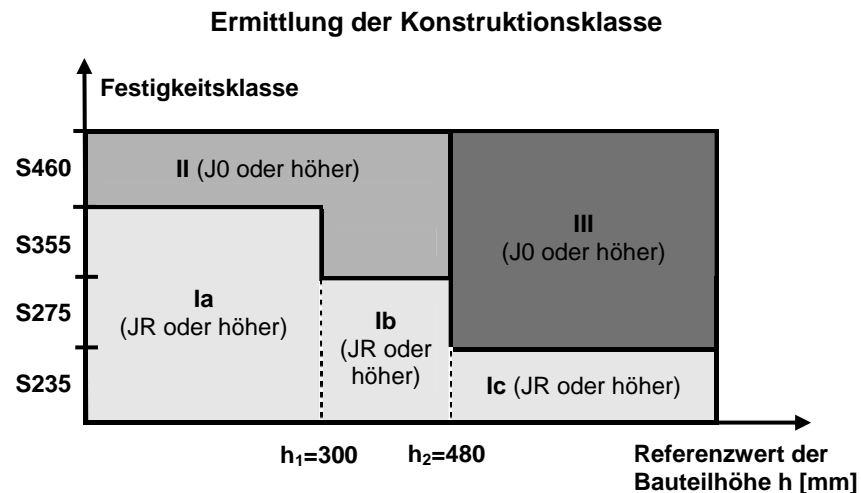 Ermittlung der Konstruktionsklasse
Festigkeitsklasse
S460
II (J0 oder höher)
S355
III
(J0 oder höher)
S275
Ia
(JR oder höher)
Ib
(JR oder
höher)
S235
Ic (JR oder höher)
h₁=300
h₂=480
Referenzwert der
Bauteilhöhe h [mm]